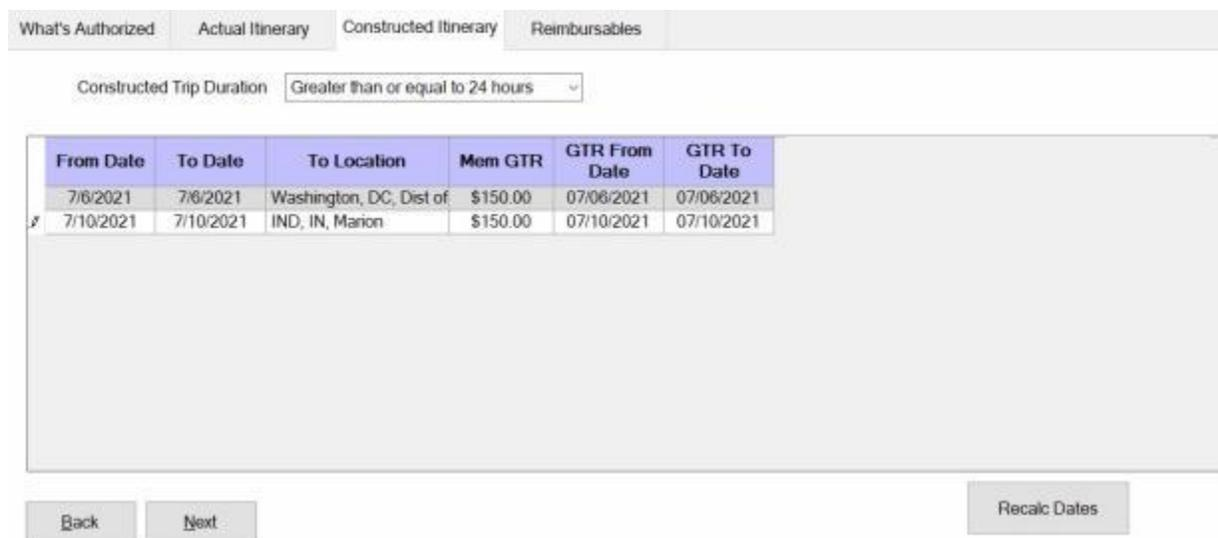 What's Authorized Actual Itinerary Constructed Itinerary Reimbursables
Constructed Trip Duration Greater than or equal to 24 hours
From Date To Date To Location Mem GTR GTR From Date GTR To Date
7/6/2021 7/6/2021 Washington, DC, Dist of $150.00 07/06/2021 07/06/2021
7/10/2021 7/10/2021 IND, IN, Marion $150.00 07/10/2021 07/10/2021
Back Next Recalc Dates